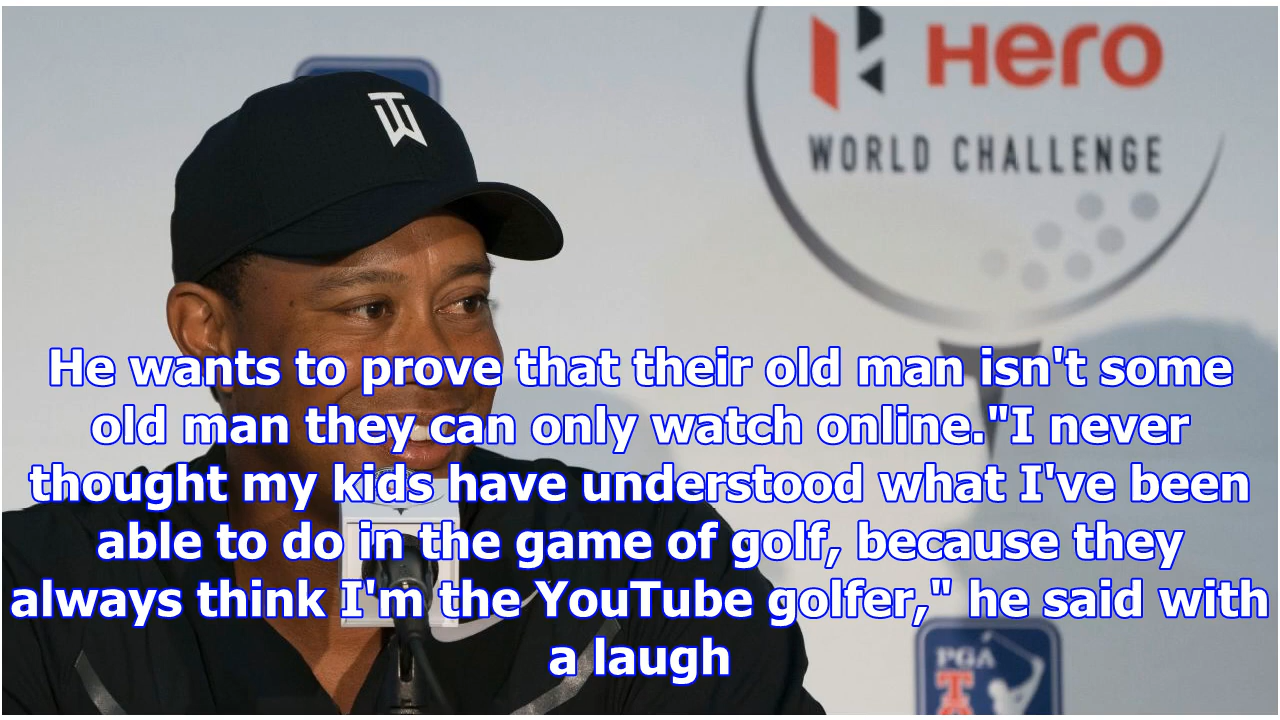 TW
Hero
WORLD CHALLENGE
He wants to prove that their old man isn't some
old man they can only watch online."I never
thought my kids have understood what I've been
able to do in the game of golf, because they
always think I'm the YouTube golfer," he said with
a laugh
PGA